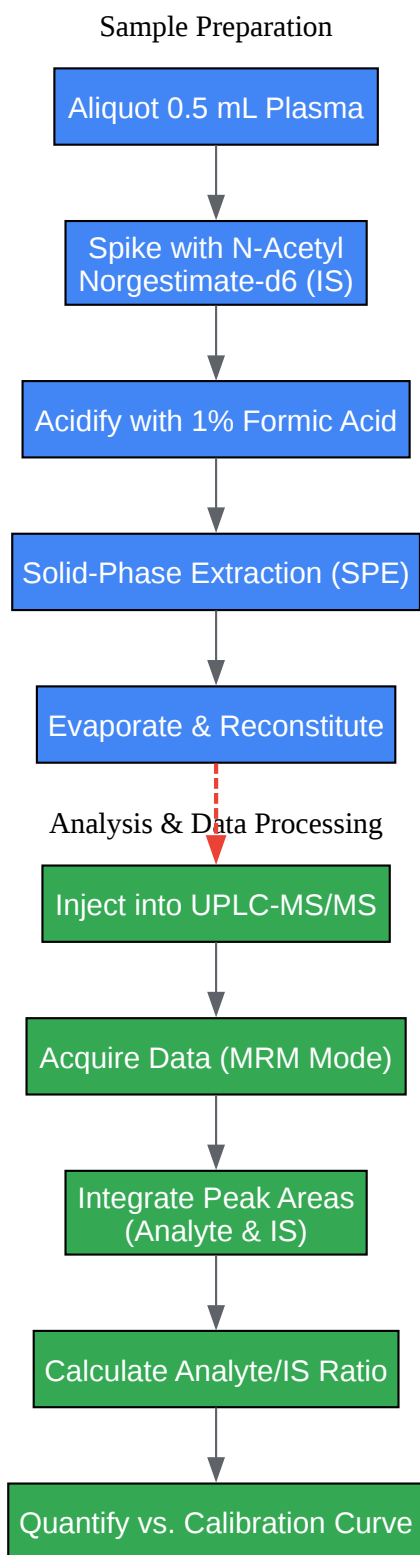 Sample Preparation
Aliquot 0.5 mL Plasma
Spike with N-Acetyl
Norgestimate-d6 (IS)
Acidify with 1% Formic Acid
Solid-Phase Extraction (SPE)
Evaporate & Reconstitute
Analysis & Data Processing
Inject into UPLC-MS/MS
Acquire Data (MRM Mode)
Integrate Peak Areas
(Analyte & IS)
Calculate Analyte/IS Ratio
Quantify vs. Calibration Curve